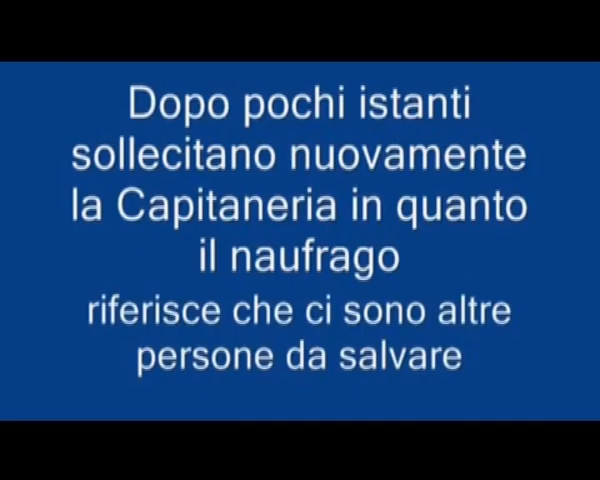 Dopo pochi istanti
sollecitano nuovamente
la Capitaneria in quanto
il naufrago
riferisce che ci sono altre
persone da salvare